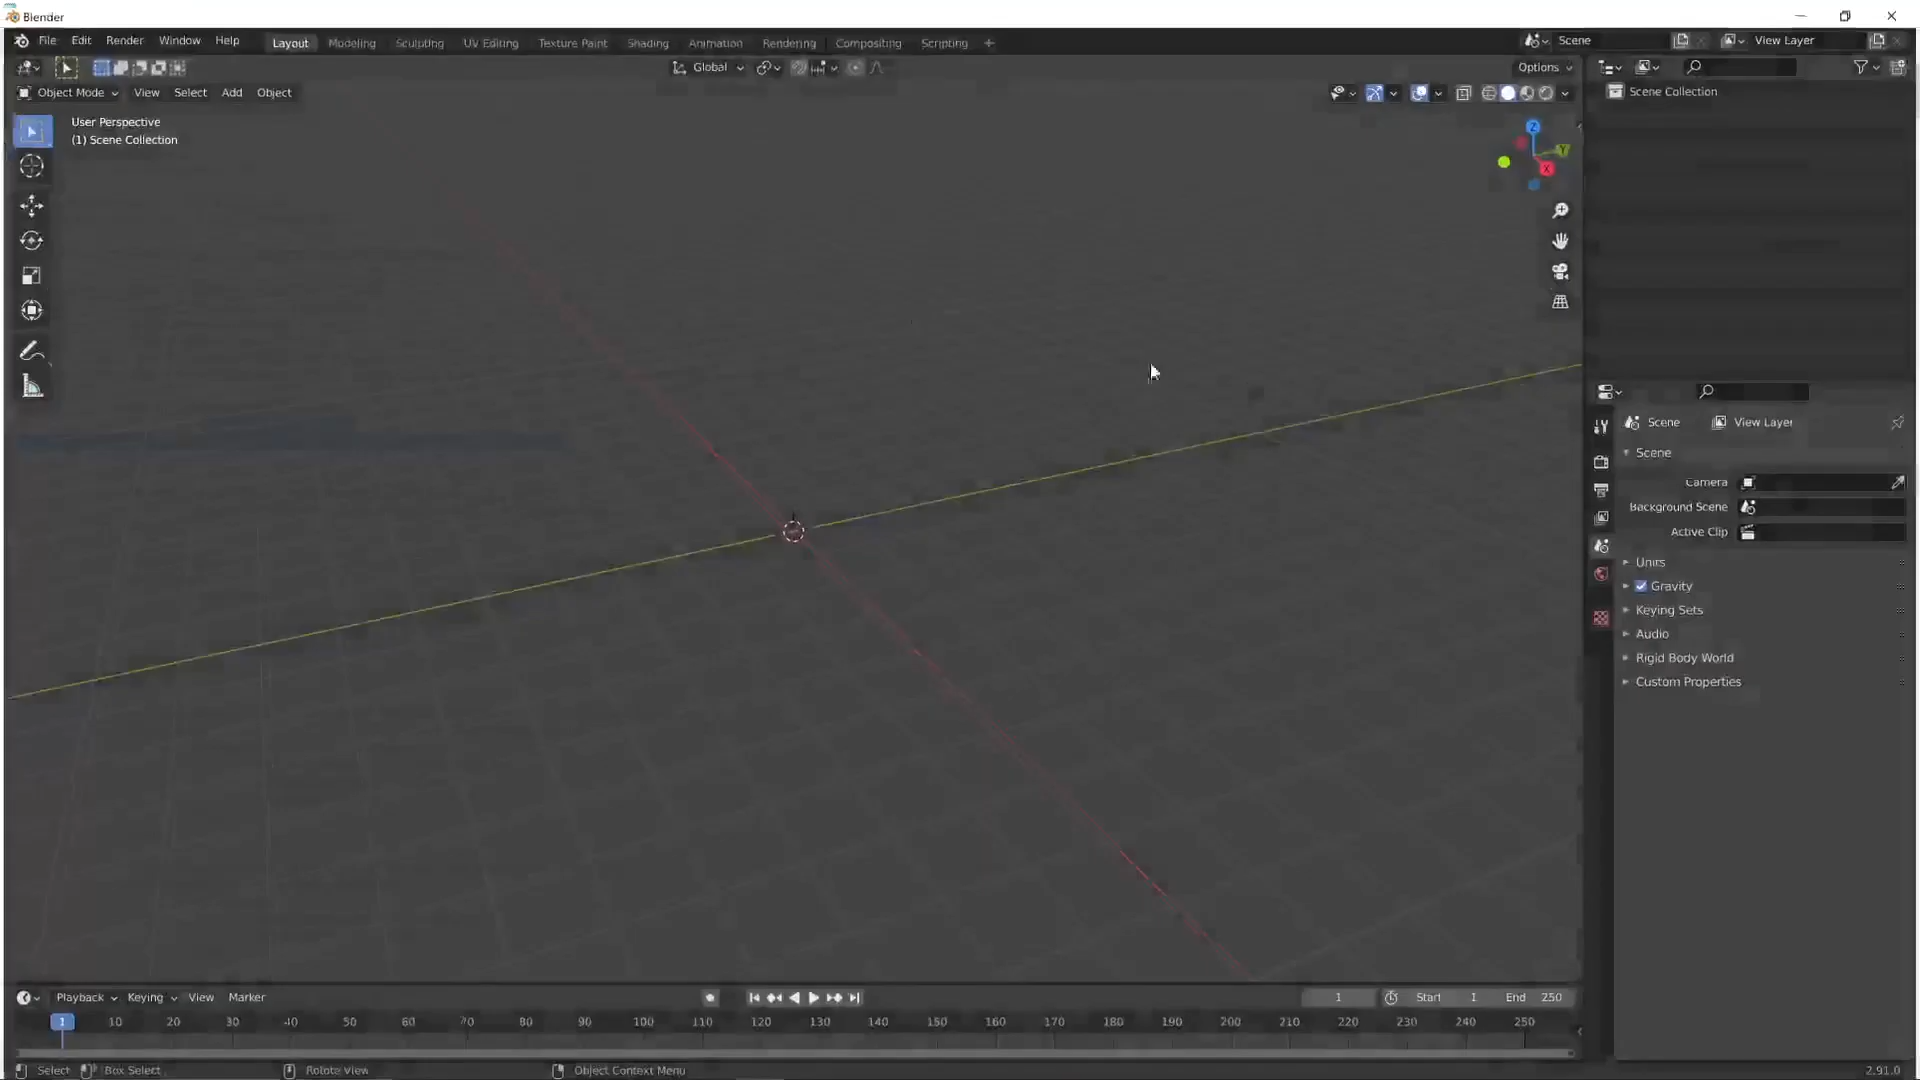 Blender
File Edit Render Window Help Layout Modeling Sculpting UV Editing Texture Paint Shading Animation Rendering Compositing Scripting + Scene View Layer
Global Options
Object Mode View Select Add Object
Scene Collection
User Perspective
(1) Scene Collection
Z
Y
X
Scene View Layer
Scene
Camera
Background Scene
Active Clip
Units
Gravity
Keying Sets
Audio
Rigid Body World
Custom Properties
Playback Keying View Marker 1 Start 1 End 250
1 10 20 30 40 50 60 70 80 90 100 110 120 130 140 150 160 170 180 190 200 210 220 230 240 250
Select Box Select Rotate View Object Context Menu 2.91.0